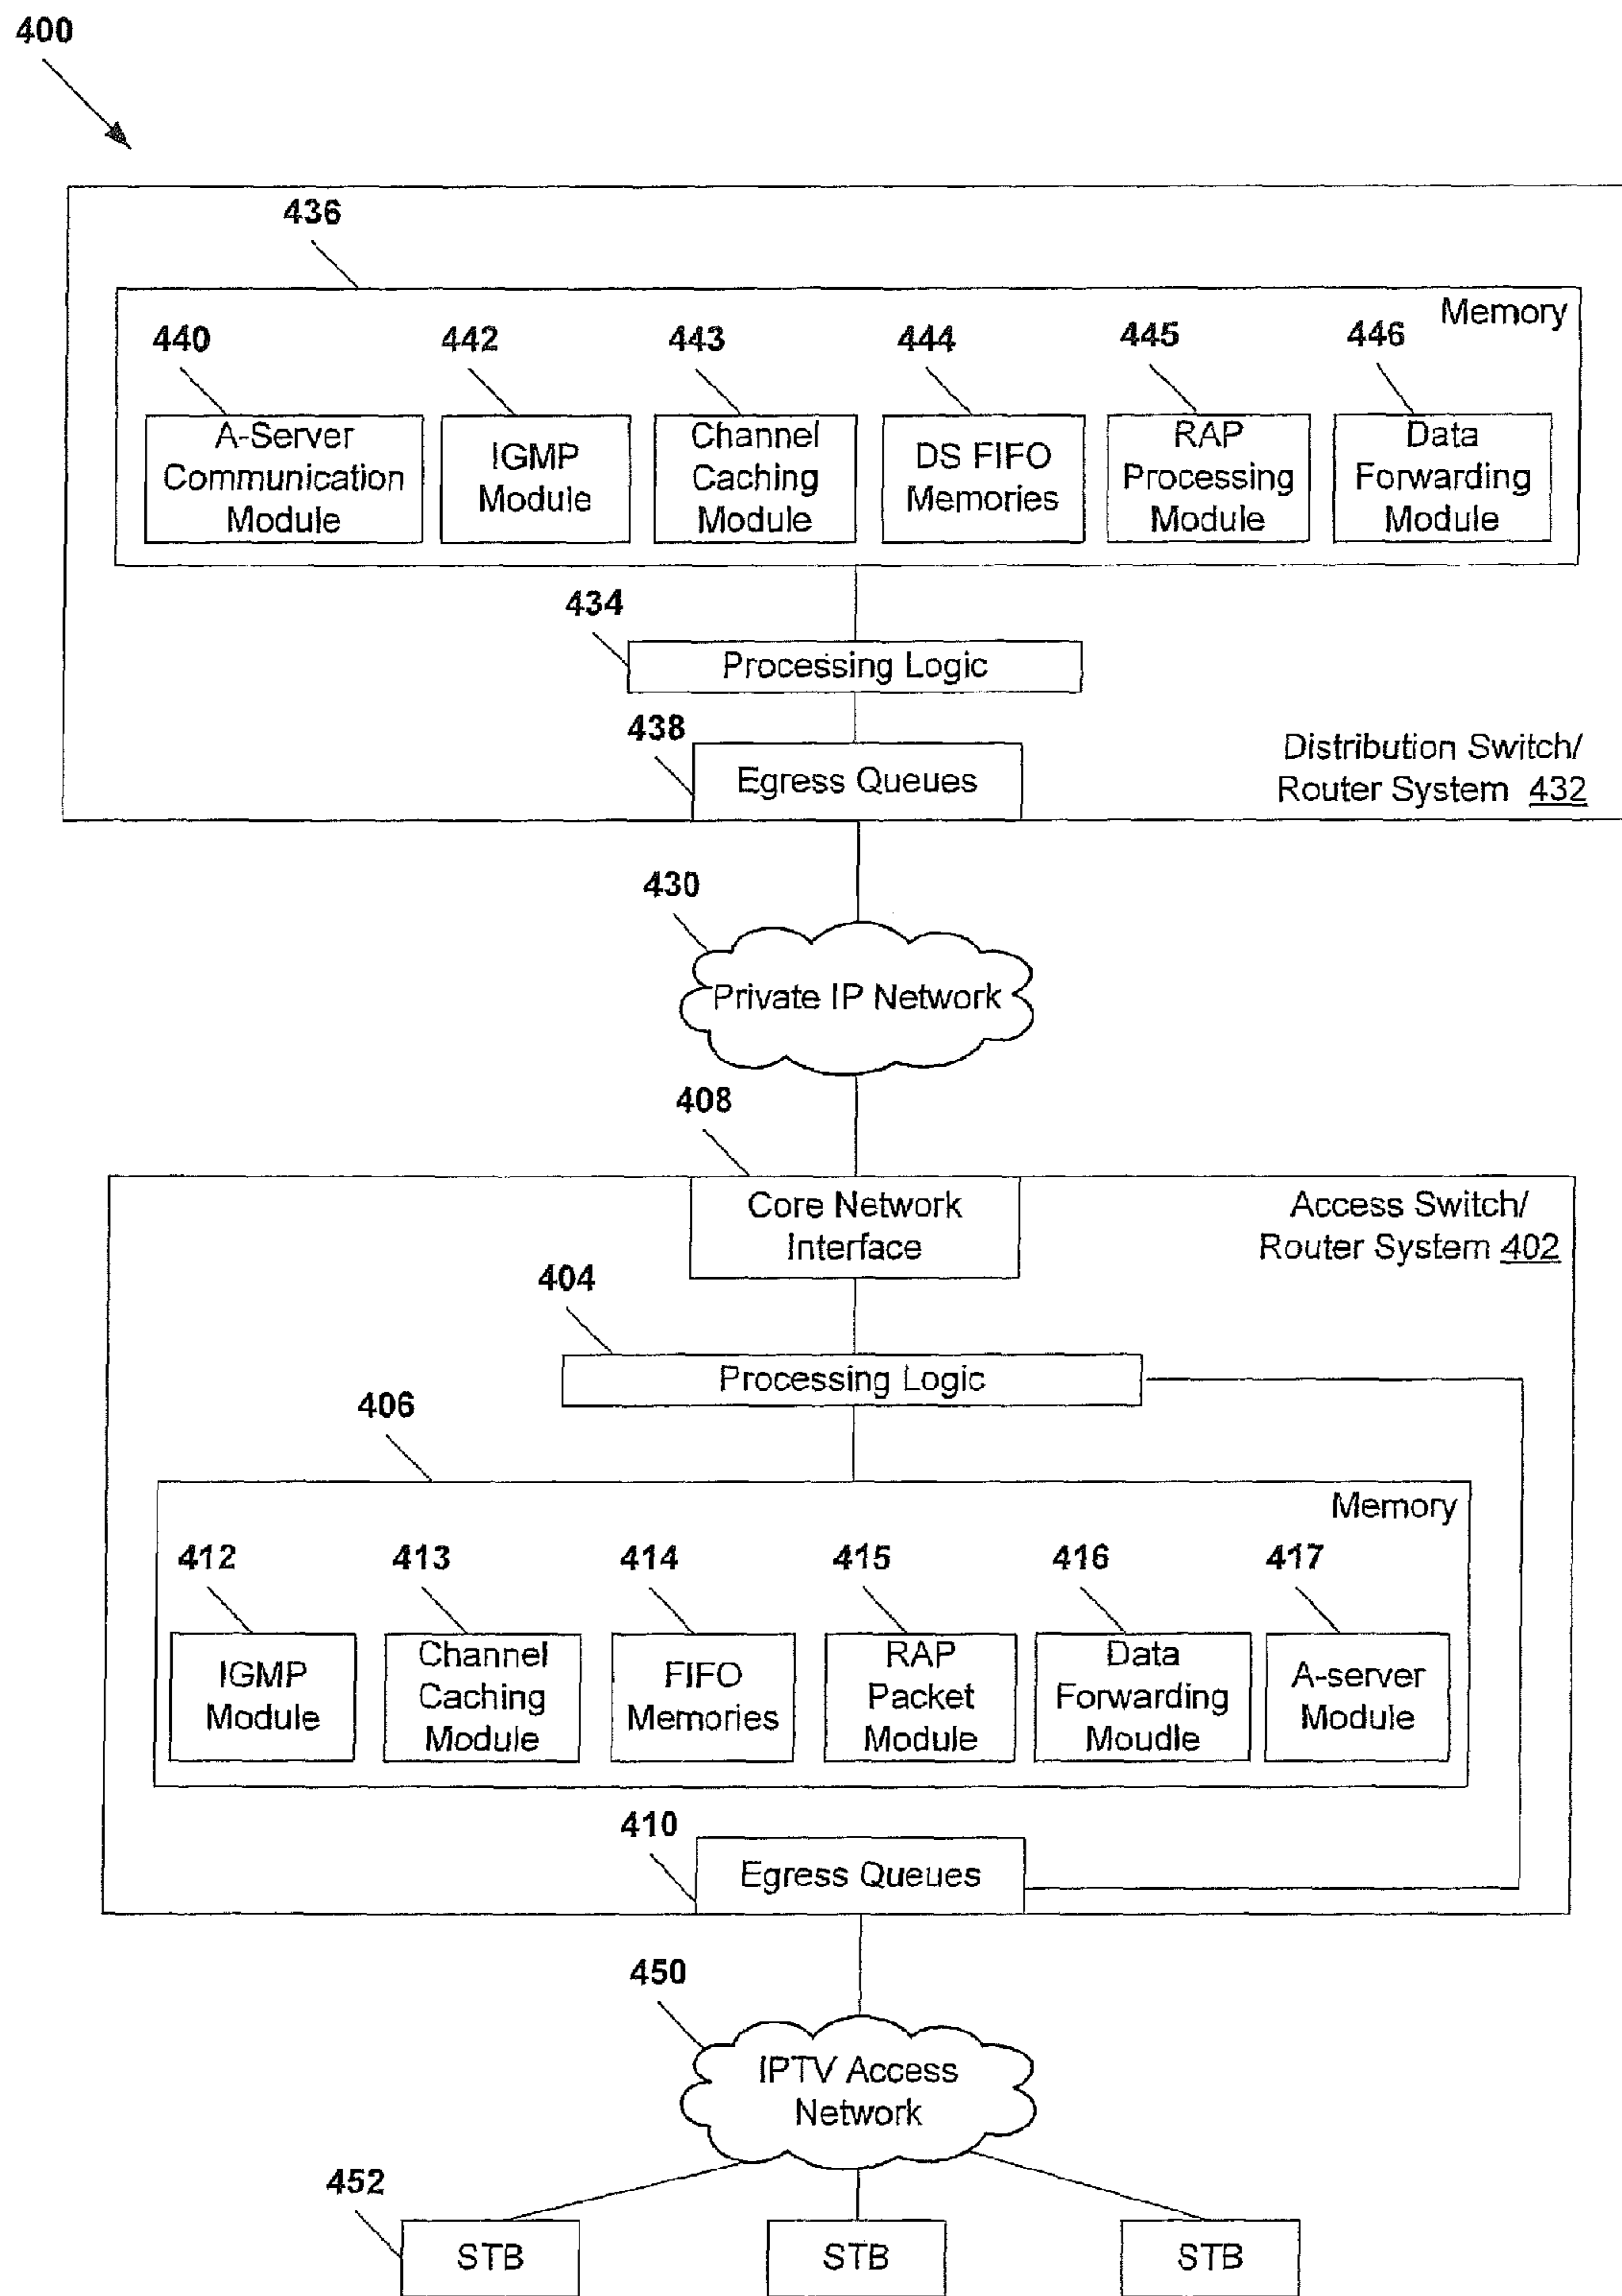 400
436
Memory
440
442
443
444
445
446
A-Server
Communication
Module
IGMP
Module
Channel
Caching
Module
DS FIFO
Memories
RAP
Processing
Module
Data
Forwarding
Module
434
Processing Logic
438
Egress Queues
Distribution Switch/
Router System 432
430
Private IP Network
408
Core Network
Interface
Access Switch/
Router System 402
404
Processing Logic
406
Memory
412
413
414
415
416
417
IGMP
Module
Channel
Caching
Module
FIFO
Memories
RAP
Packet
Module
Data
Forwarding
Moudle
A-server
Module
410
Egress Queues
450
IPTV Access
Network
452
STB
STB
STB